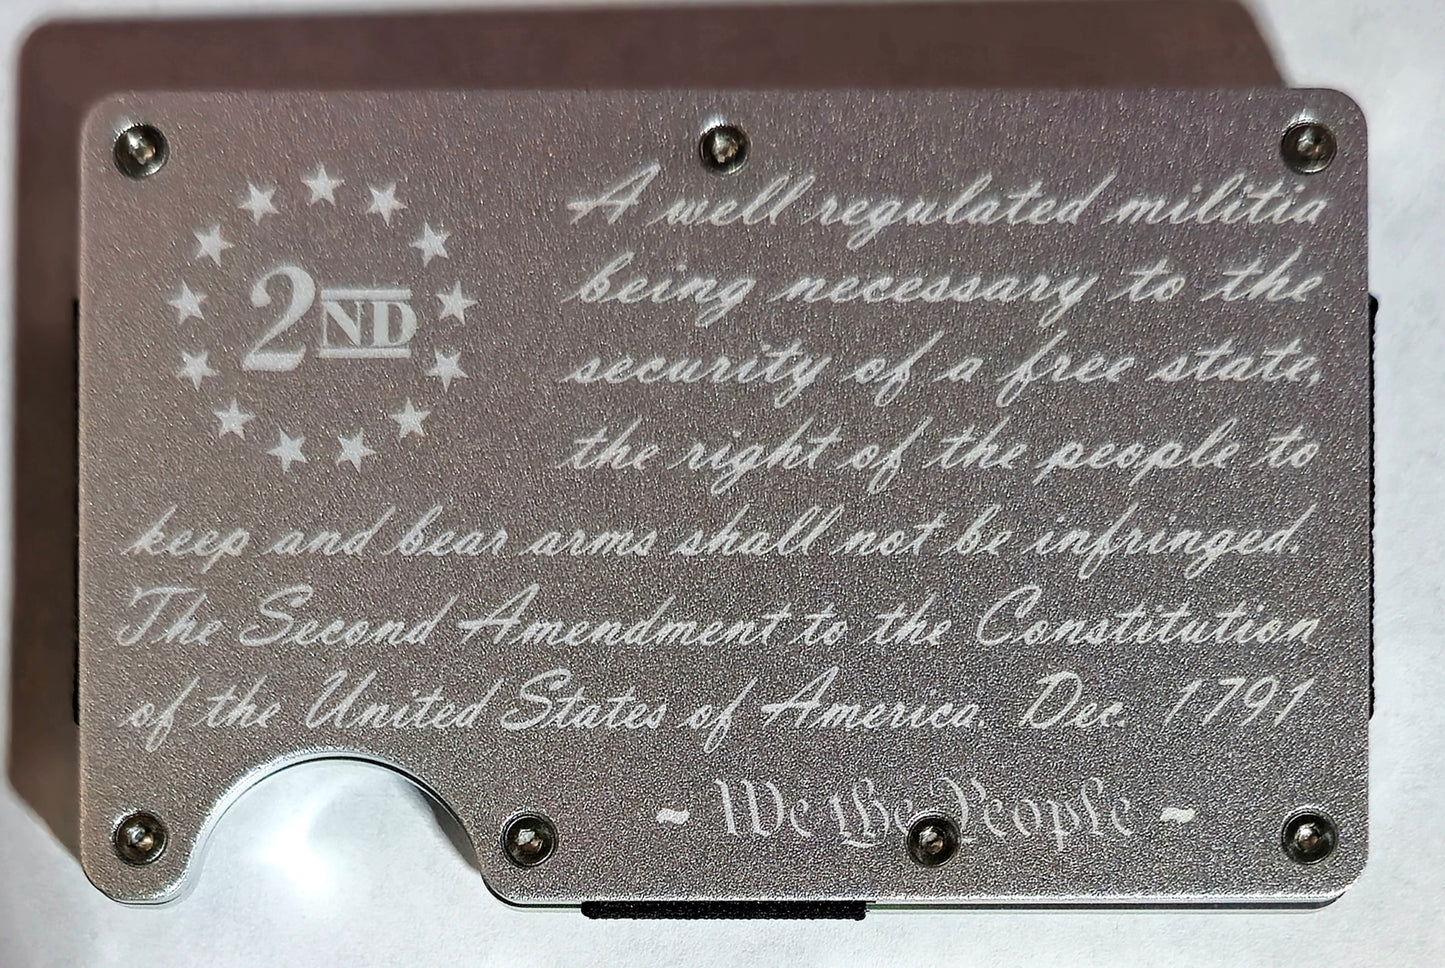 2ND
A well regulated militia
being necessary to the
security of a free state,
the right of the people to
keep and bear arms shall not be infringed.
The Second Amendment to the Constitution
of the United States of America. Dec. 1791
~ We the People ~